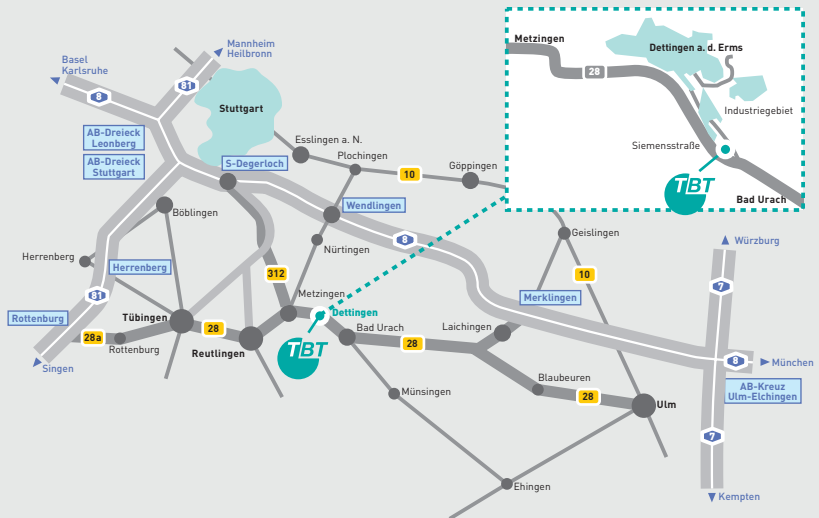 Basel
Karlsruhe
8
81
Mannheim
Heilbronn
Stuttgart
AB-Dreieck
Leonberg
AB-Dreieck
Stuttgart
S-Degerloch
Esslingen a. N.
Plochingen
10
Göppingen
Wendlingen
Metzingen
28
Dettingen a. d. Erms
Industriegebiet
Siemensstraße
TBT
Bad Urach
Böblingen
Herrenberg
Herrenberg
81
Rottenburg
Singen
28a
Rottenburg
Tübingen
28
Reutlingen
312
Nürtingen
8
Metzingen
Dettingen
TBT
Bad Urach
28
Münsingen
Laichingen
Merklingen
Geislingen
10
Blaubeuren
28
Ulm
Ehingen
Würzburg
7
8
München
AB-Kreuz
Ulm-Elchingen
7
Kempten